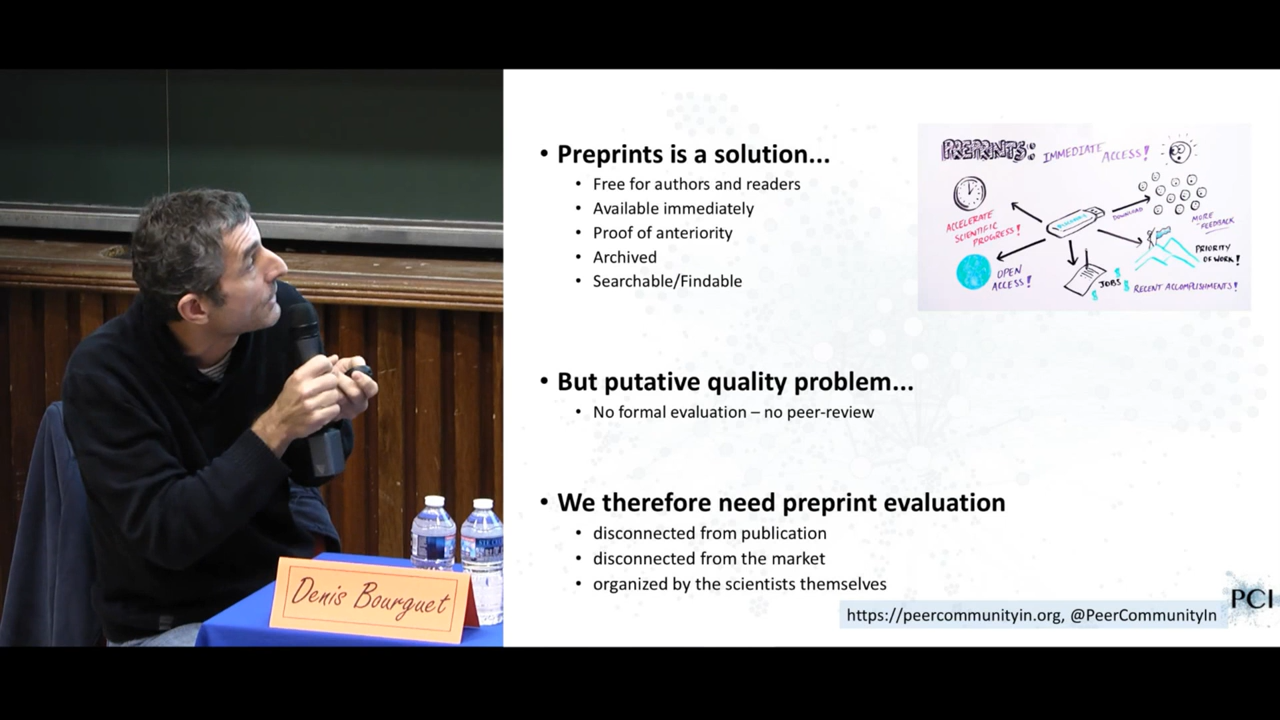 • Preprints is a solution...
• Free for authors and readers
• Available immediately
• Proof of anteriority
• Archived
• Searchable/Findable
PREPRINTS:
IMMEDIATE ACCESS!
ACCELERATE
SCIENTIFIC
PROGRESS!
DOWNLOAD
MORE
FEEDBACK
PRIORITY
OF WORK!
OPEN
ACCESS!
JOBS
RECENT ACCOMPLISHMENTS!
• But putative quality problem...
• No formal evaluation – no peer-review
• We therefore need preprint evaluation
• disconnected from publication
• disconnected from the market
• organized by the scientists themselves
https://peercommunityin.org, @PeerCommunityIn
PCI
Denis Bourguet